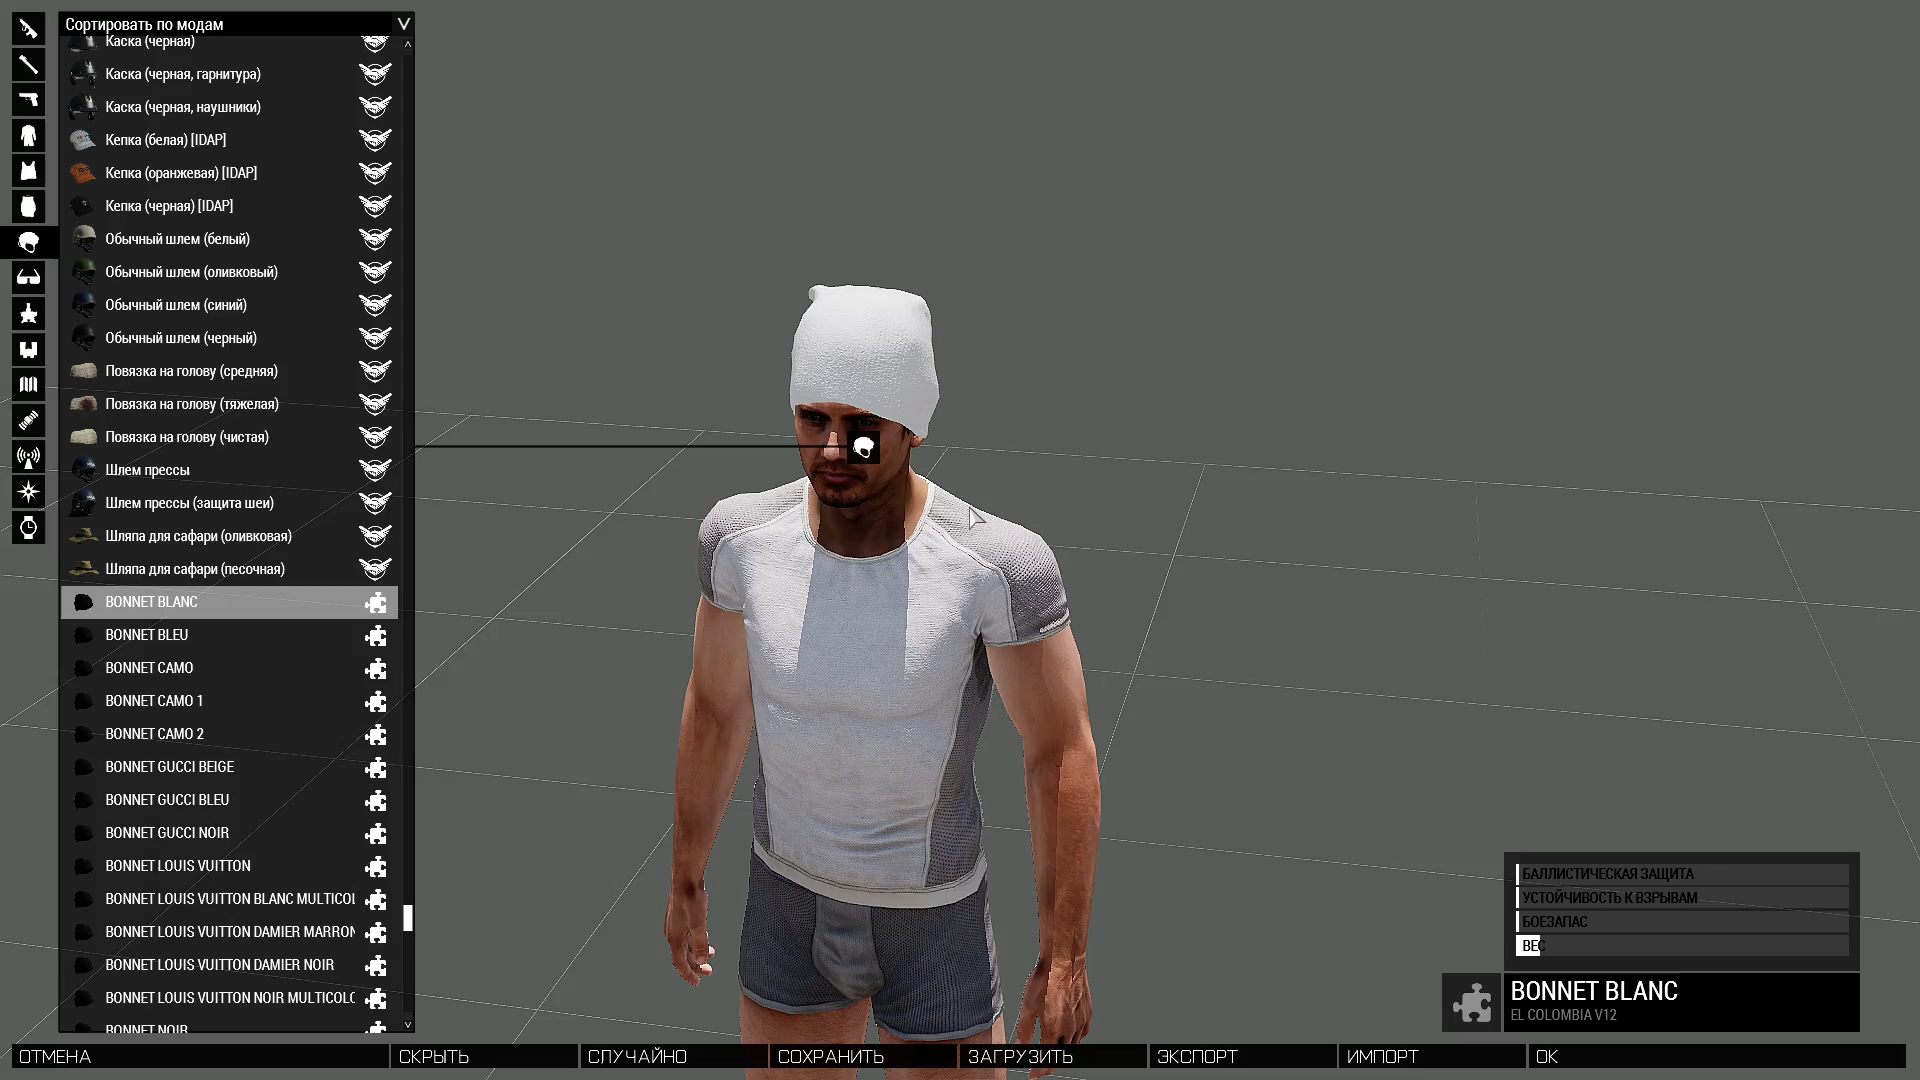 Сортировать по модам
Каска (черная)
Каска (черная, гарнитура)
Каска (черная, наушники)
Кепка (белая) [IDAP]
Кепка (оранжевая) [IDAP]
Кепка (черная) [IDAP]
Обычный шлем (белый)
Обычный шлем (оливковый)
Обычный шлем (синий)
Обычный шлем (черный)
Повязка на голову (средняя)
Повязка на голову (тяжелая)
Повязка на голову (чистая)
Шлем прессы
Шлем прессы (защита шеи)
Шляпа для сафари (оливковая)
Шляпа для сафари (песочная)
BONNET BLANC
BONNET BLEU
BONNET CAMO
BONNET CAMO 1
BONNET CAMO 2
BONNET GUCCI BEIGE
BONNET GUCCI BLEU
BONNET GUCCI NOIR
BONNET LOUIS VUITTON
BONNET LOUIS VUITTON BLANC MULTICOL
BONNET LOUIS VUITTON DAMIER MARRON
BONNET LOUIS VUITTON DAMIER NOIR
BONNET LOUIS VUITTON NOIR MULTICOLO
BONNET NOIR
БАЛЛИСТИЧЕСКАЯ ЗАЩИТА
УСТОЙЧИВОСТЬ К ВЗРЫВАМ
БОЕЗАПАС
ВЕС
BONNET BLANC
EL COLOMBIA V12
ОТМЕНА
СКРЫТЬ
СЛУЧАЙНО
СОХРАНИТЬ
ЗАГРУЗИТЬ
ЭКСПОРТ
ИМПОРТ
ОК